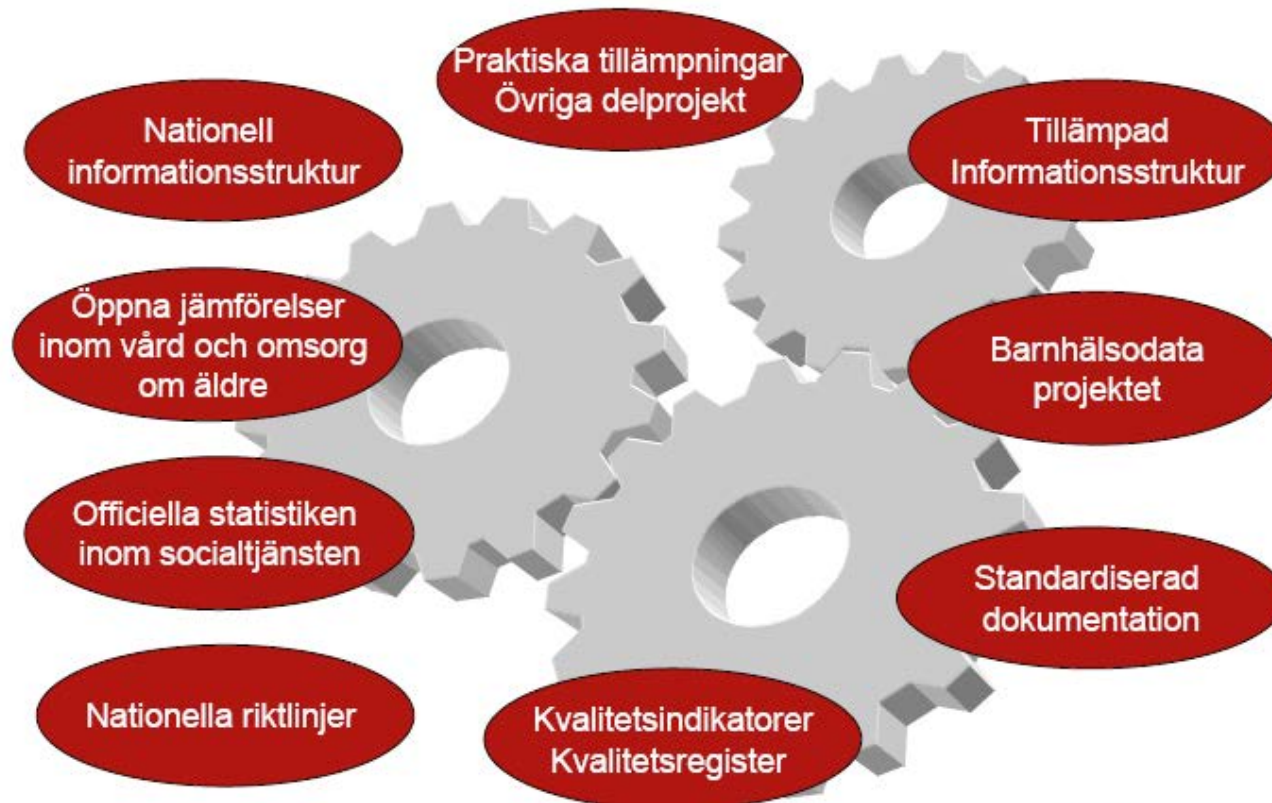 Praktiska tillämpningar
Övriga delprojekt
Nationell
informationsstruktur
Tillämpad
Informationsstruktur
Öppna jämförelser
inom vård och omsorg
om äldre
Barnhälsodata
projektet
Officiella statistiken
inom socialtjänsten
Standardiserad
dokumentation
Nationella riktlinjer
Kvalitetsindikatorer
Kvalitetsregister